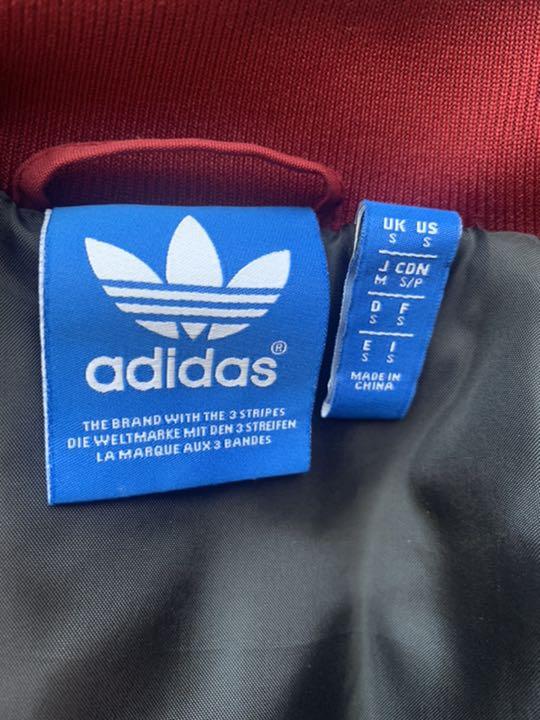 adidas®
THE BRAND WITH THE 3 STRIPES
DIE WELTMARKE MIT DEN 3 STREIFEN
LA MARQUE AUX 3 BANDES
UK US
S S
J CDN
M S/P
D F
S S
E I
S S
MADE IN
CHINA